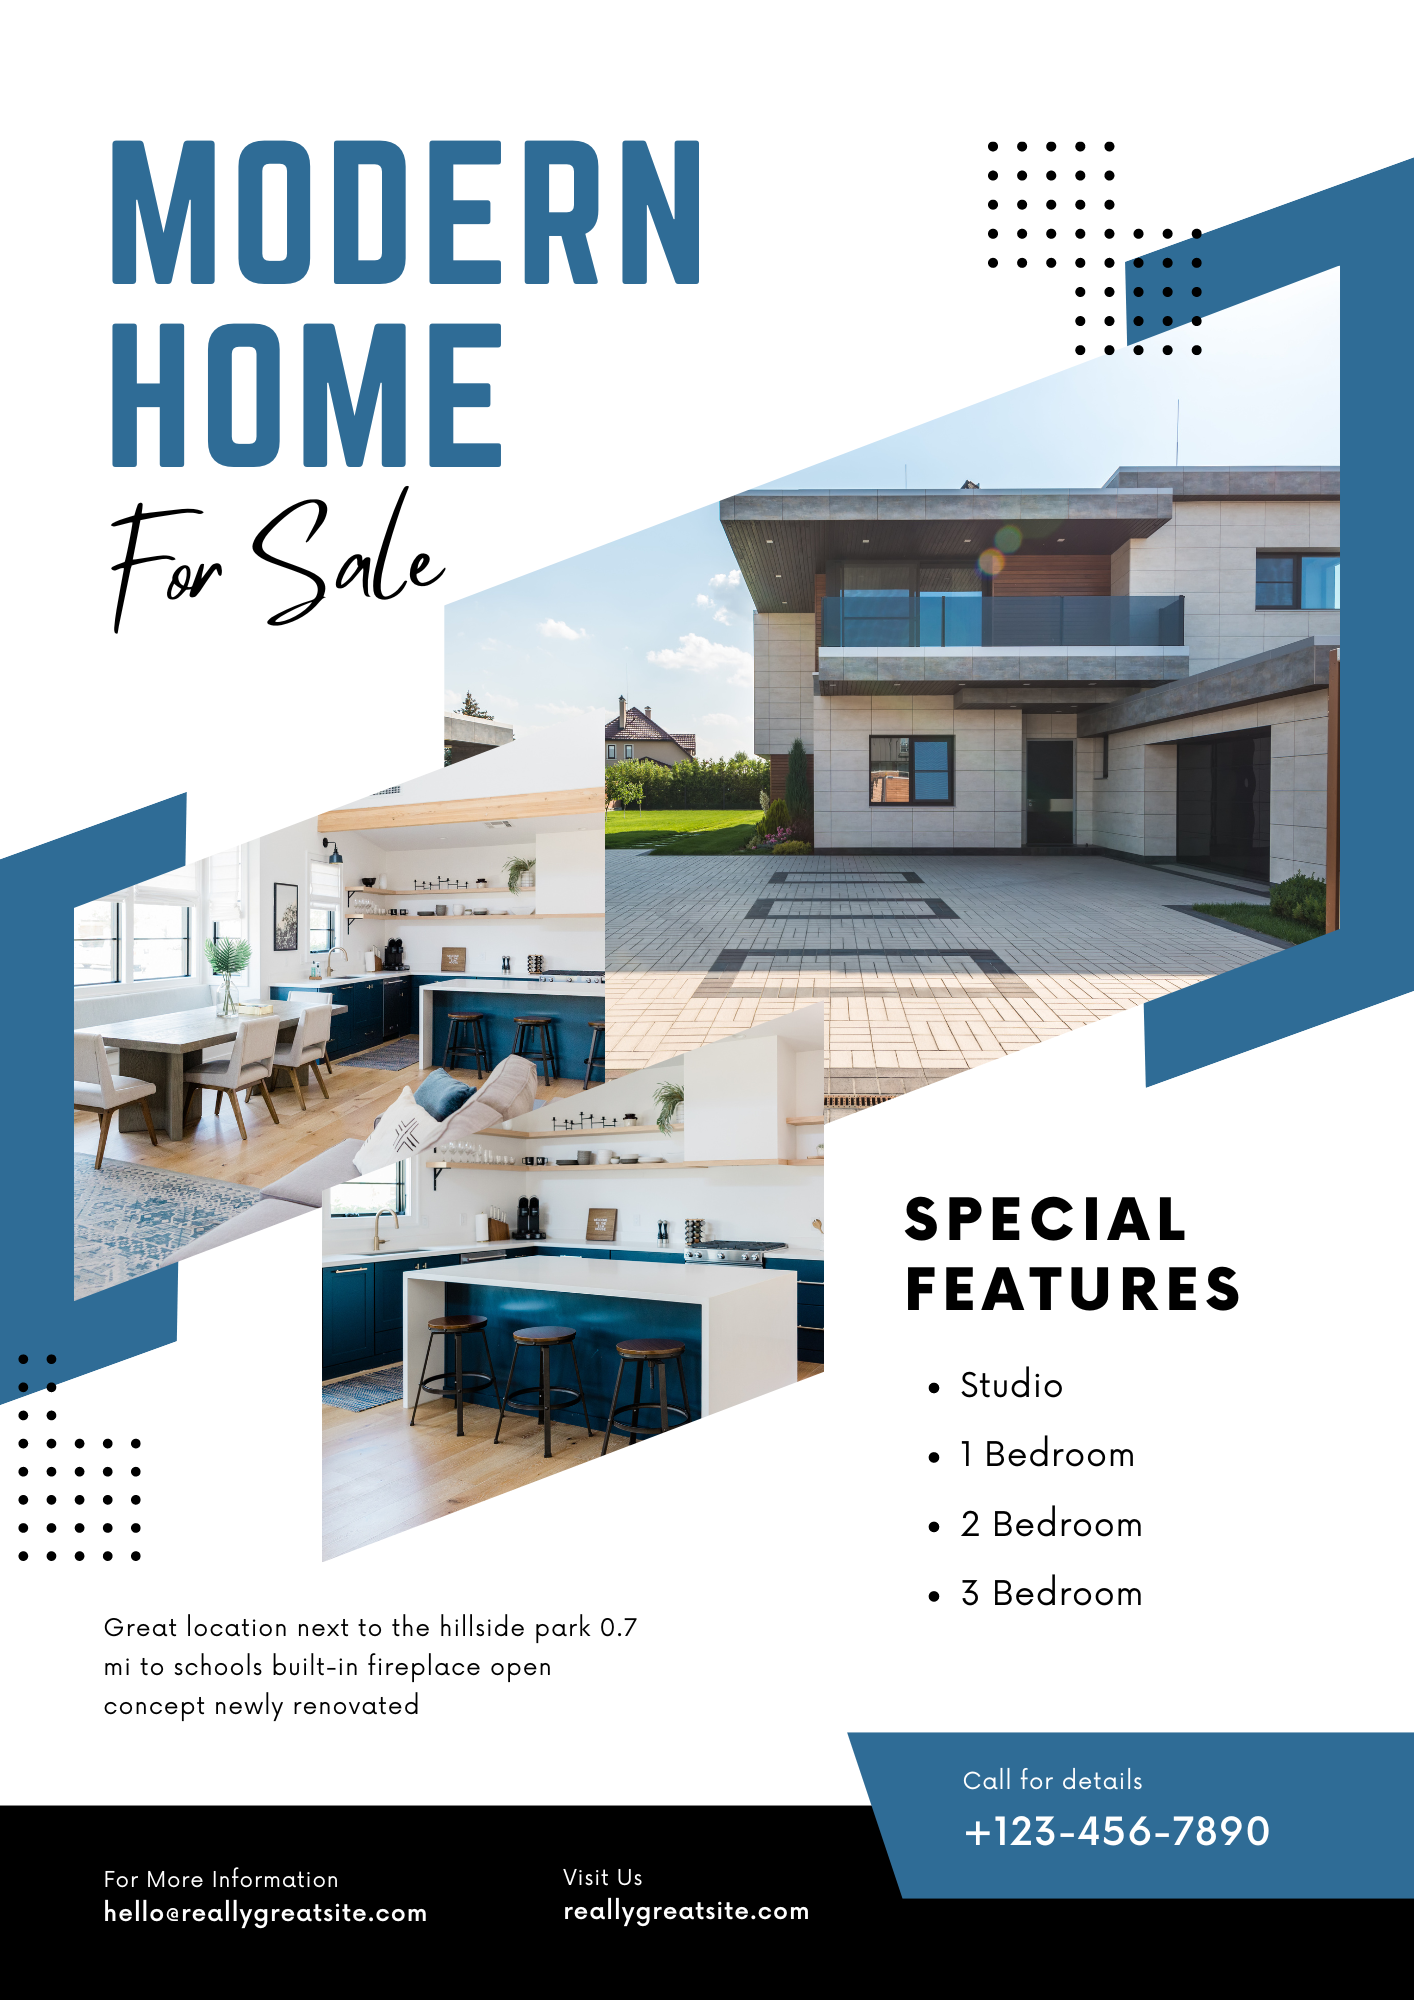 MODERN
HOME
For Sale
SPECIAL
FEATURES
• Studio
• 1 Bedroom
• 2 Bedroom
• 3 Bedroom
Great location next to the hillside park 0.7
mi to schools built-in fireplace open
concept newly renovated
Call for details
+123-456-7890
For More Information
hello@reallygreatsite.com
Visit Us
reallygreatsite.com